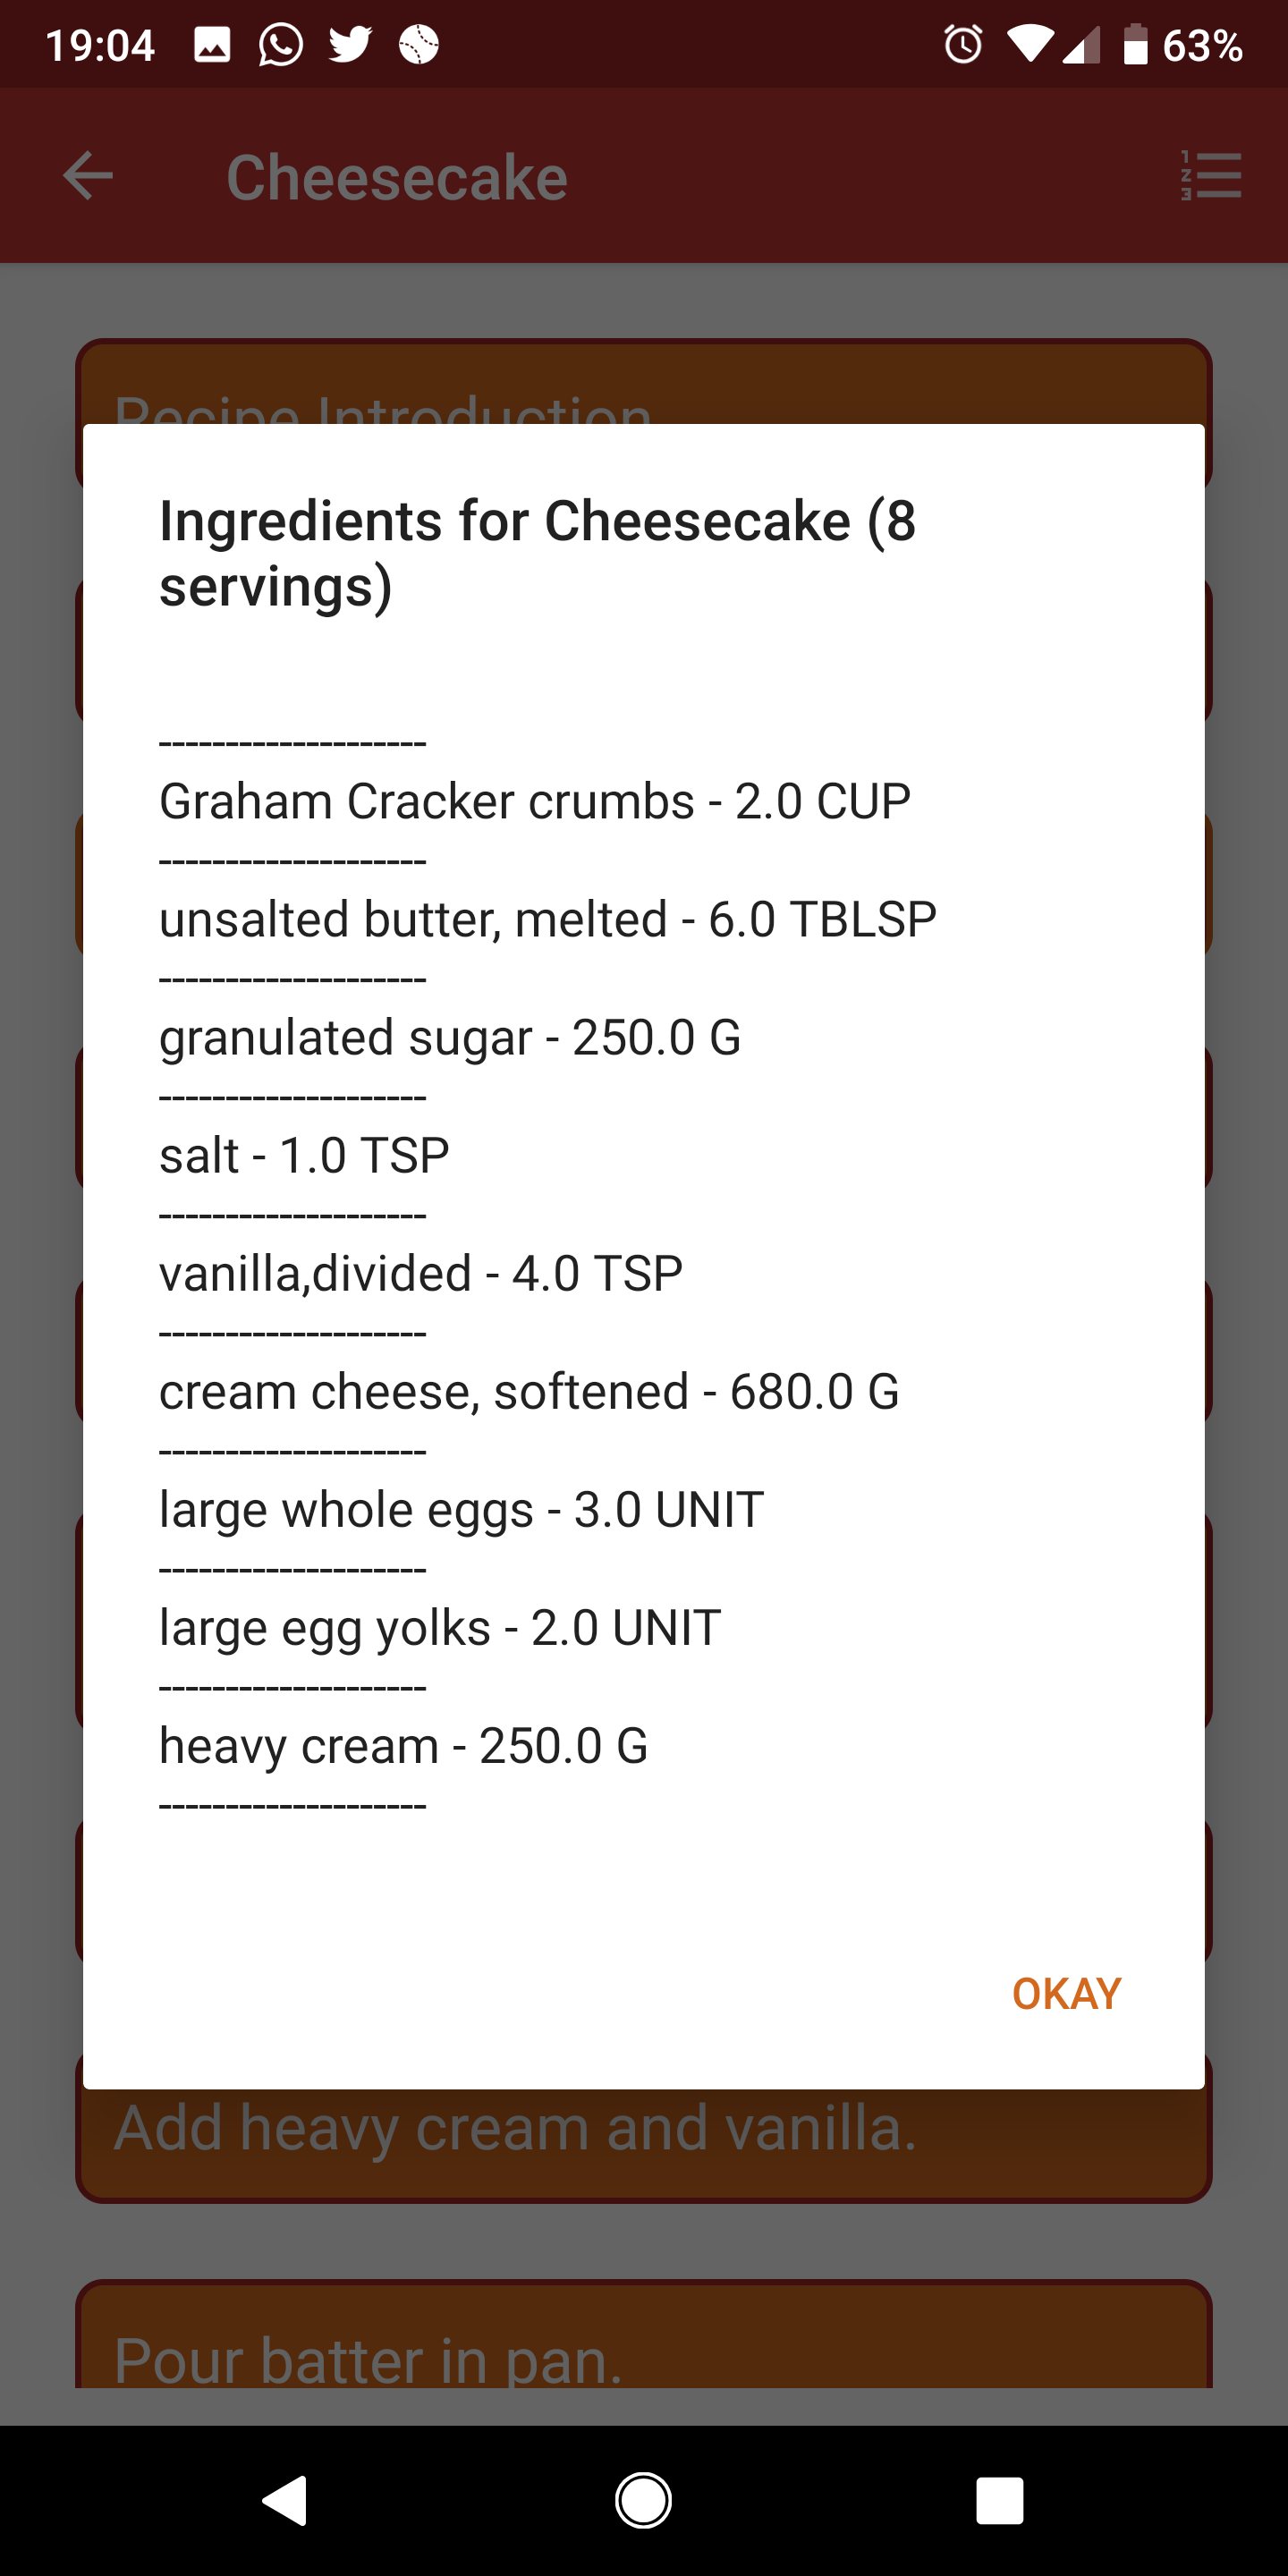 19:04 63%
Cheesecake
Recipe Introduction
Ingredients for Cheesecake (8
servings)
--------------------
Graham Cracker crumbs - 2.0 CUP
--------------------
unsalted butter, melted - 6.0 TBLSP
--------------------
granulated sugar - 250.0 G
--------------------
salt - 1.0 TSP
--------------------
vanilla,divided - 4.0 TSP
--------------------
cream cheese, softened - 680.0 G
--------------------
large whole eggs - 3.0 UNIT
--------------------
large egg yolks - 2.0 UNIT
--------------------
heavy cream - 250.0 G
--------------------
OKAY
Add heavy cream and vanilla.
Pour batter in pan.